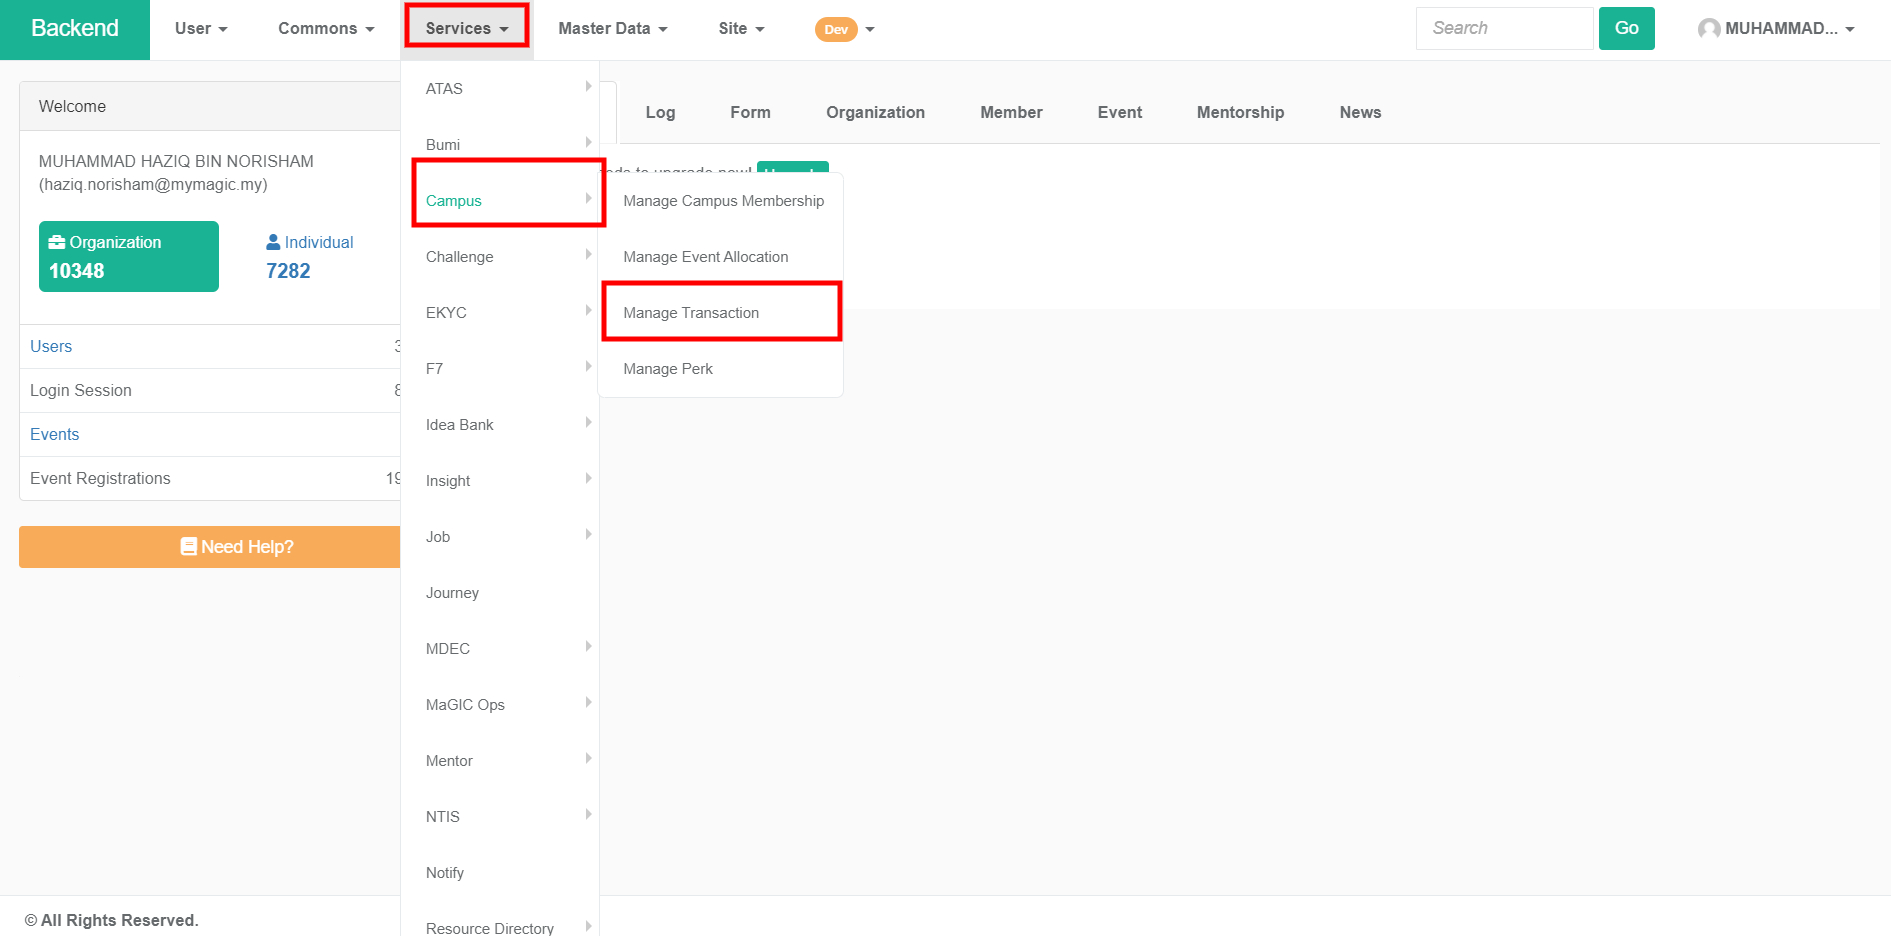 Backend
User
Commons
Services
Master Data
Site
Dev
Search
Go
MUHAMMAD...
Welcome
MUHAMMAD HAZIQ BIN NORISHAM
(haziq.norisham@mymagic.my)
Organization
10348
Individual
7282
Users
Login Session
Events
Event Registrations 19
Need Help?
ATAS
Bumi
Campus
Challenge
EKYC
F7
Idea Bank
Insight
Job
Journey
MDEC
MaGIC Ops
Mentor
NTIS
Notify
Resource Directory
Manage Campus Membership
Manage Event Allocation
Manage Transaction
Manage Perk
Log
Form
Organization
Member
Event
Mentorship
News
to upgrade now!
© All Rights Reserved.